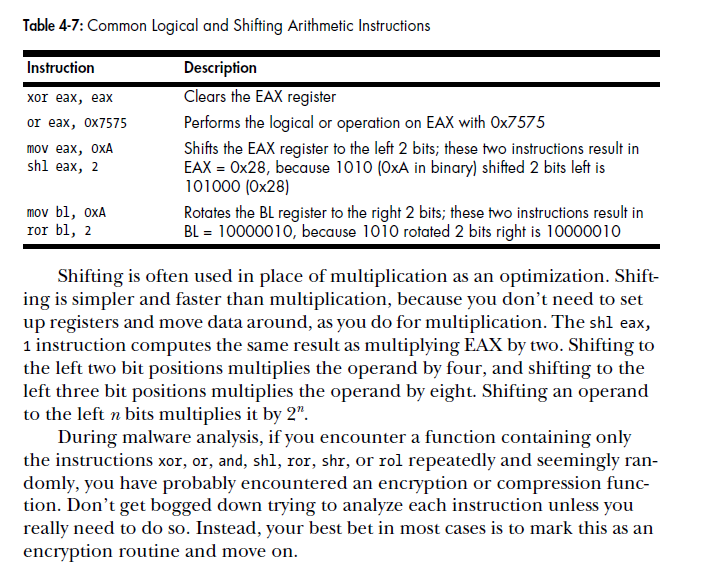 Table 4-7: Common Logical and Shifting Arithmetic Instructions
Instruction Description
xor eax, eax Clears the EAX register
or eax, 0x7575 Performs the logical or operation on EAX with 0x7575
mov eax, 0xA Shifts the EAX register to the left 2 bits; these two instructions result in
shl eax, 2 EAX = 0x28, because 1010 (0xA in binary) shifted 2 bits left is
101000 (0x28)
mov bl, 0xA Rotates the BL register to the right 2 bits; these two instructions result in
ror bl, 2 BL = 10000010, because 1010 rotated 2 bits right is 10000010
Shifting is often used in place of multiplication as an optimization. Shift-
ing is simpler and faster than multiplication, because you don't need to set
up registers and move data around, as you do for multiplication. The shl eax,
1 instruction computes the same result as multiplying EAX by two. Shifting to
the left two bit positions multiplies the operand by four, and shifting to the
left three bit positions multiplies the operand by eight. Shifting an operand
to the left n bits multiplies it by 2ⁿ.
During malware analysis, if you encounter a function containing only
the instructions xor, or, and, shl, ror, shr, or rol repeatedly and seemingly ran-
domly, you have probably encountered an encryption or compression func-
tion. Don't get bogged down trying to analyze each instruction unless you
really need to do so. Instead, your best bet in most cases is to mark this as an
encryption routine and move on.